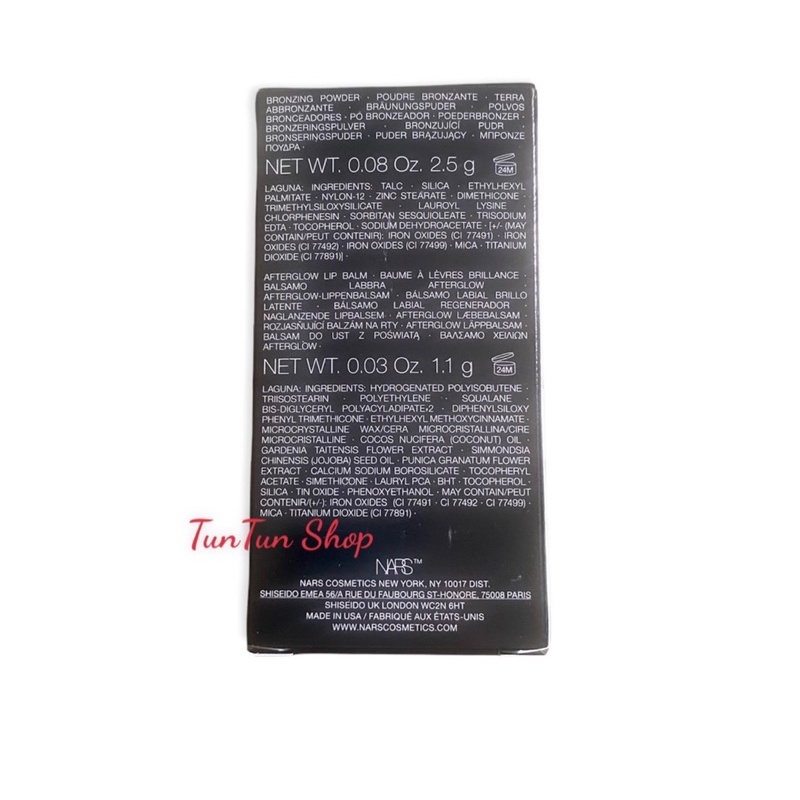 BRONZING POWDER · POUDRE BRONZANTE · TERRA
ABBRONZANTE · BRÄUNUNGSPUDER · POLVOS
BRONCEADORES · PÓ BRONZEADOR · POEDERBRONZER ·
BRONZERINGSPULVER · BRONZUJÍCÍ PUDR ·
BRONSERINGSPUDER · PUDER BRĄZUJĄCY · ΜΠΡΟΝΖΕ
ΠΟΥΔΡΑ ·
NET WT. 0.08 Oz. 2.5 g 24M
LAGUNA: INGREDIENTS: TALC · SILICA · ETHYLHEXYL
PALMITATE · NYLON-12 · ZINC STEARATE · DIMETHICONE ·
TRIMETHYLSILOXYSILICATE · LAUROYL LYSINE ·
CHLORPHENESIN · SORBITAN SESQUIOLEATE · TRISODIUM
EDTA · TOCOPHEROL · SODIUM DEHYDROACETATE · [+/- (MAY
CONTAIN/PEUT CONTENIR): IRON OXIDES (CI 77491) · IRON
OXIDES (CI 77492) · IRON OXIDES (CI 77499) · MICA · TITANIUM
DIOXIDE (CI 77891)] ·
AFTERGLOW LIP BALM · BAUME À LÈVRES BRILLANCE ·
BALSAMO LABBRA AFTERGLOW ·
AFTERGLOW-LIPPENBALSAM · BÁLSAMO LABIAL BRILLO
LATENTE · BÁLSAMO LABIAL REGENERADOR ·
NAGLANZENDE LIPBALSEM · AFTERGLOW LÆBEBALSAM ·
ROZJASŇUJÍCÍ BALZÁM NA RTY · AFTERGLOW LÄPPBALSAM ·
BALSAM DO UST Z POŚWIATĄ · ΒΑΛΣΑΜΟ ΧΕΙΛΙΩΝ
AFTERGLOW ·
NET WT. 0.03 Oz. 1.1 g 24M
LAGUNA: INGREDIENTS: HYDROGENATED POLYISOBUTENE ·
TRIISOSTEARIN · POLYETHYLENE · SQUALANE ·
BIS-DIGLYCERYL POLYACYLADIPATE-2 · DIPHENYLSILOXY
PHENYL TRIMETHICONE · ETHYLHEXYL METHOXYCINNAMATE ·
MICROCRYSTALLINE WAX/CERA MICROCRISTALLINA/CIRE
MICROCRISTALLINE · COCOS NUCIFERA (COCONUT) OIL ·
GARDENIA TAITENSIS FLOWER EXTRACT · SIMMONDSIA
CHINENSIS (JOJOBA) SEED OIL · PUNICA GRANATUM FLOWER
EXTRACT · CALCIUM SODIUM BOROSILICATE · TOCOPHERYL
ACETATE · SIMETHICONE · LAURYL PCA · BHT · TOCOPHEROL ·
SILICA · TIN OXIDE · PHENOXYETHANOL · MAY CONTAIN/PEUT
CONTENIR/(+/-): IRON OXIDES (CI 77491 · CI 77492 · CI 77499) ·
MICA · TITANIUM DIOXIDE (CI 77891) ·
TunTun Shop
NARS™
NARS COSMETICS NEW YORK, NY 10017 DIST.
SHISEIDO EMEA 56/A RUE DU FAUBOURG ST-HONORE, 75008 PARIS
SHISEIDO UK LONDON WC2N 6HT
MADE IN USA / FABRIQUÉ AUX ÉTATS-UNIS
WWW.NARSCOSMETICS.COM